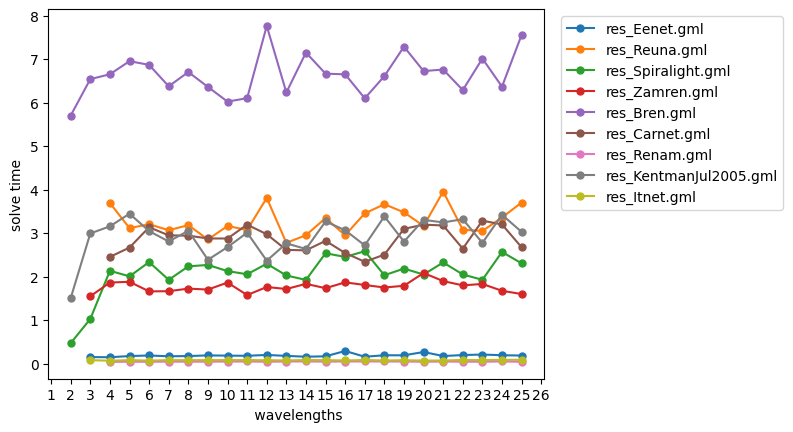 8
7
6
5
4
3
2
1
0
solve time
1 2 3 4 5 6 7 8 9 10 11 12 13 14 15 16 17 18 19 20 21 22 23 24 25 26
wavelengths
res_Eenet.gml
res_Reuna.gml
res_Spiralight.gml
res_Zamren.gml
res_Bren.gml
res_Carnet.gml
res_Renam.gml
res_KentmanJul2005.gml
res_Itnet.gml